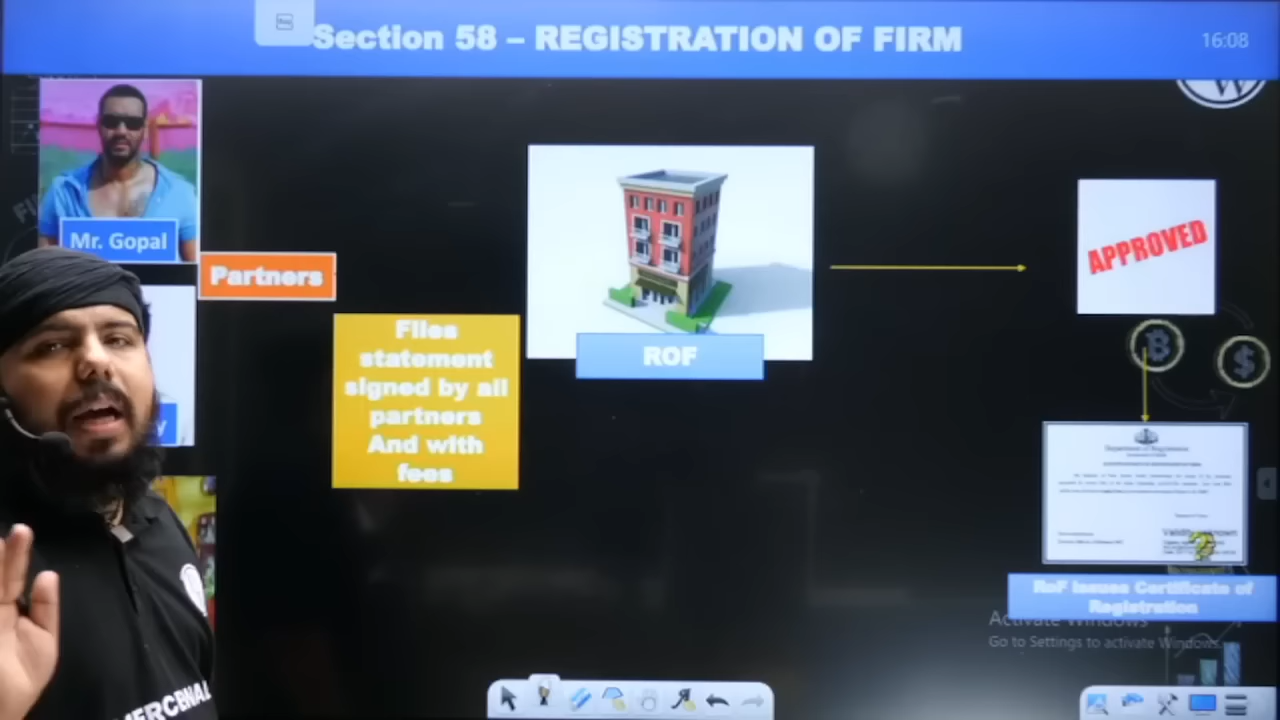 Section 58 – REGISTRATION OF FIRM
16:08
W
Mr. Gopal
Partners
Files
statement
signed by all
partners
And with
fees
ROF
APPROVED
RoF Issues Certificate of
Registration
Activate Windows
Go to Settings to activate Windows.